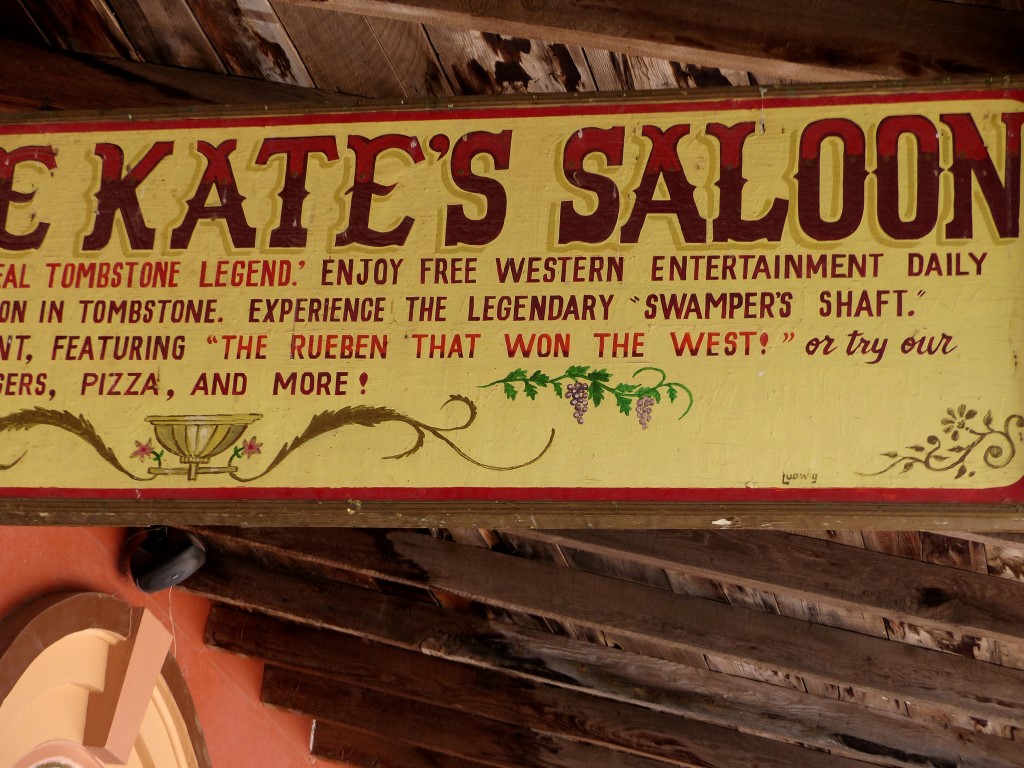 E KATE'S SALOON
EAL TOMBSTONE LEGEND.' ENJOY FREE WESTERN ENTERTAINMENT DAILY
ON IN TOMBSTONE. EXPERIENCE THE LEGENDARY "SWAMPER'S SHAFT."
NT, FEATURING "THE RUEBEN THAT WON THE WEST!" or try our
GERS, PIZZA, AND MORE!
Ludwig